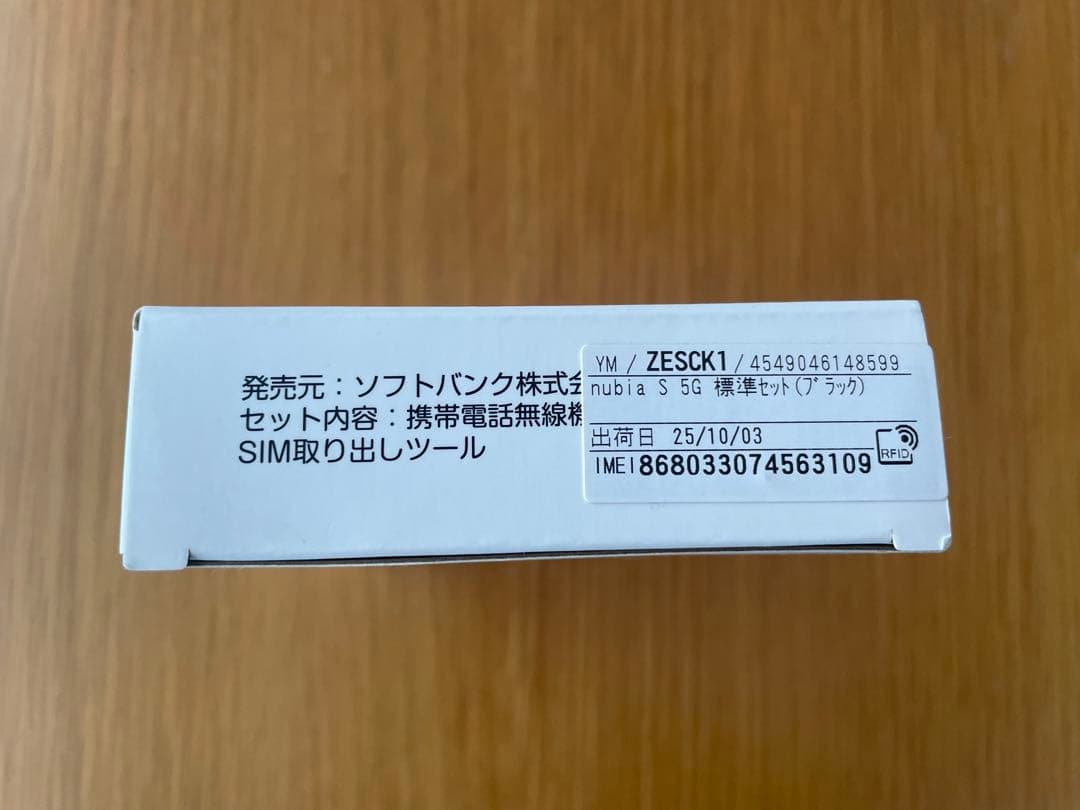 発売元：ソフトバンク株式会
セット内容：携帯電話無線機
SIM取り出しツール
YM / ZESCK1 / 4549046148599
nubia S 5G 標準ｾｯﾄ(ﾌﾞﾗｯｸ)
出荷日 25/10/03
IMEI868033074563109
RFID